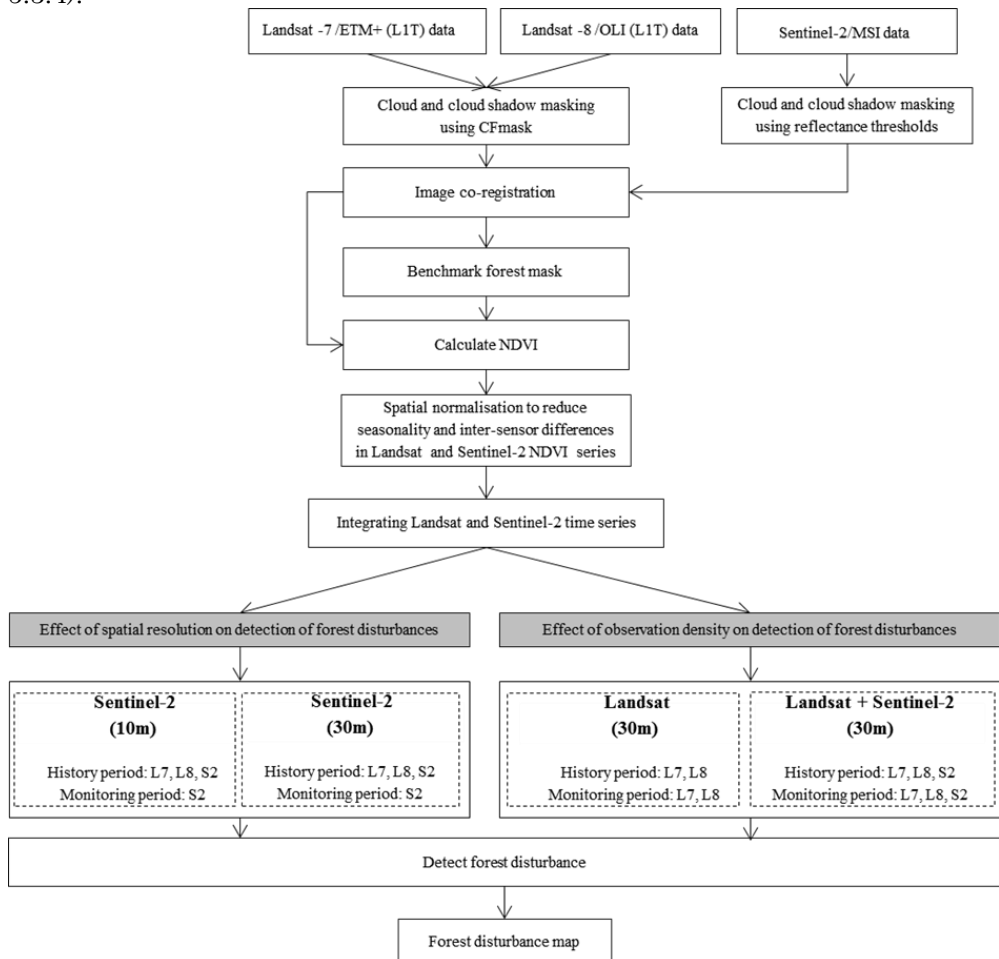 3.3.4).
Landsat -7 /ETM+ (L1T) data
Landsat -8 /OLI (L1T) data
Sentinel-2/MSI data
Cloud and cloud shadow masking
using CFmask
Cloud and cloud shadow masking
using reflectance thresholds
Image co-registration
Benchmark forest mask
Calculate NDVI
Spatial normalisation to reduce
seasonality and inter-sensor differences
in Landsat and Sentinel-2 NDVI series
Integrating Landsat and Sentinel-2 time series
Effect of spatial resolution on detection of forest disturbances
Effect of observation density on detection of forest disturbances
Sentinel-2
(10m)
History period: L7, L8, S2
Monitoring period: S2
Sentinel-2
(30m)
History period: L7, L8, S2
Monitoring period: S2
Landsat
(30m)
History period: L7, L8
Monitoring period: L7, L8
Landsat + Sentinel-2
(30m)
History period: L7, L8, S2
Monitoring period: L7, L8, S2
Detect forest disturbance
Forest disturbance map